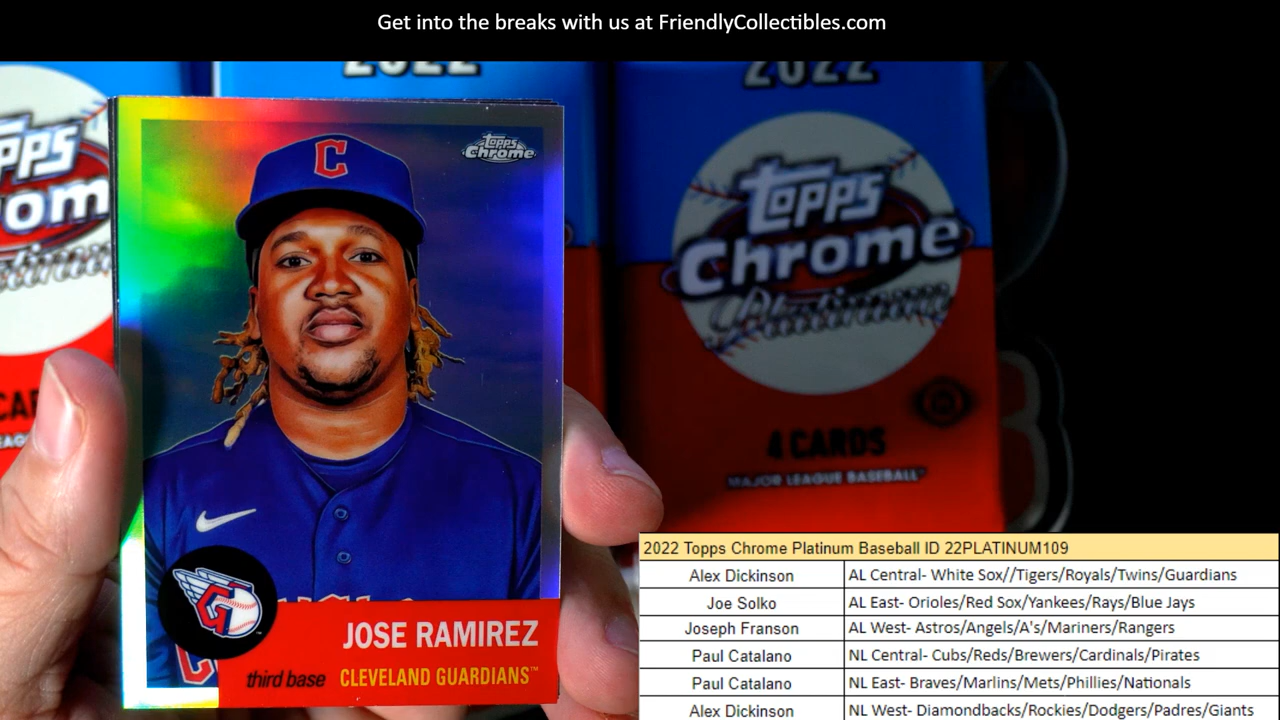 Get into the breaks with us at FriendlyCollectibles.com
2022
2022
Topps
Chrome
C
Topps
Chrome
Platinum
4 CARDS
MAJOR LEAGUE BASEBALL
JOSE RAMIREZ
third base CLEVELAND GUARDIANS™
2022 Topps Chrome Platinum Baseball ID 22PLATINUM109
Alex Dickinson AL Central- White Sox//Tigers/Royals/Twins/Guardians
Joe Solko AL East- Orioles/Red Sox/Yankees/Rays/Blue Jays
Joseph Franson AL West- Astros/Angels/A's/Mariners/Rangers
Paul Catalano NL Central- Cubs/Reds/Brewers/Cardinals/Pirates
Paul Catalano NL East- Braves/Marlins/Mets/Phillies/Nationals
Alex Dickinson NL West- Diamondbacks/Rockies/Dodgers/Padres/Giants